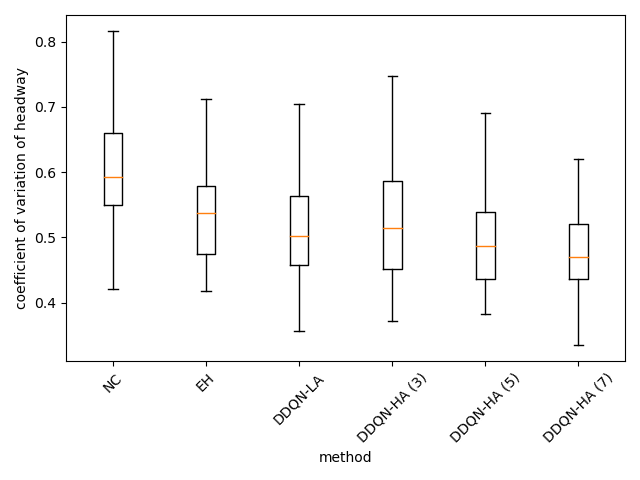 0.8
0.7
0.6
0.5
0.4
coefficient of variation of headway
NC
EH
DDQN-LA
DDQN-HA (3)
DDQN-HA (5)
DDQN-HA (7)
method